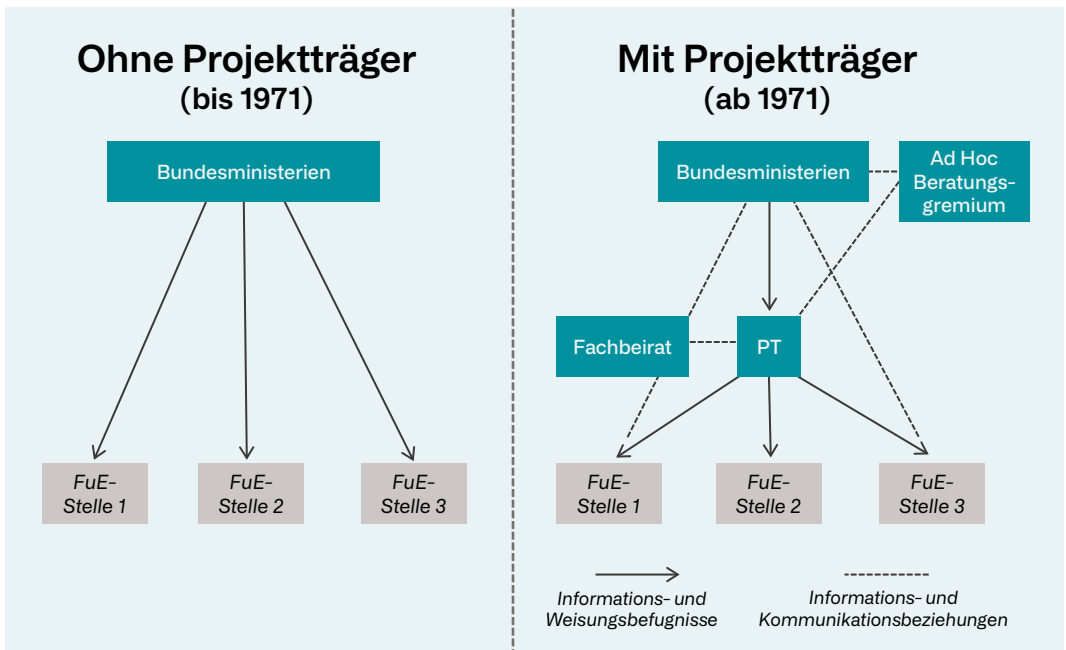 Ohne Projektträger
(bis 1971)
Bundesministerien
FuE-
Stelle 1
FuE-
Stelle 2
FuE-
Stelle 3
Mit Projektträger
(ab 1971)
Bundesministerien
Ad Hoc
Beratungs-
gremium
Fachbeirat
PT
FuE-
Stelle 1
FuE-
Stelle 2
FuE-
Stelle 3
Informations- und
Weisungsbefugnisse
Informations- und
Kommunikationsbeziehungen